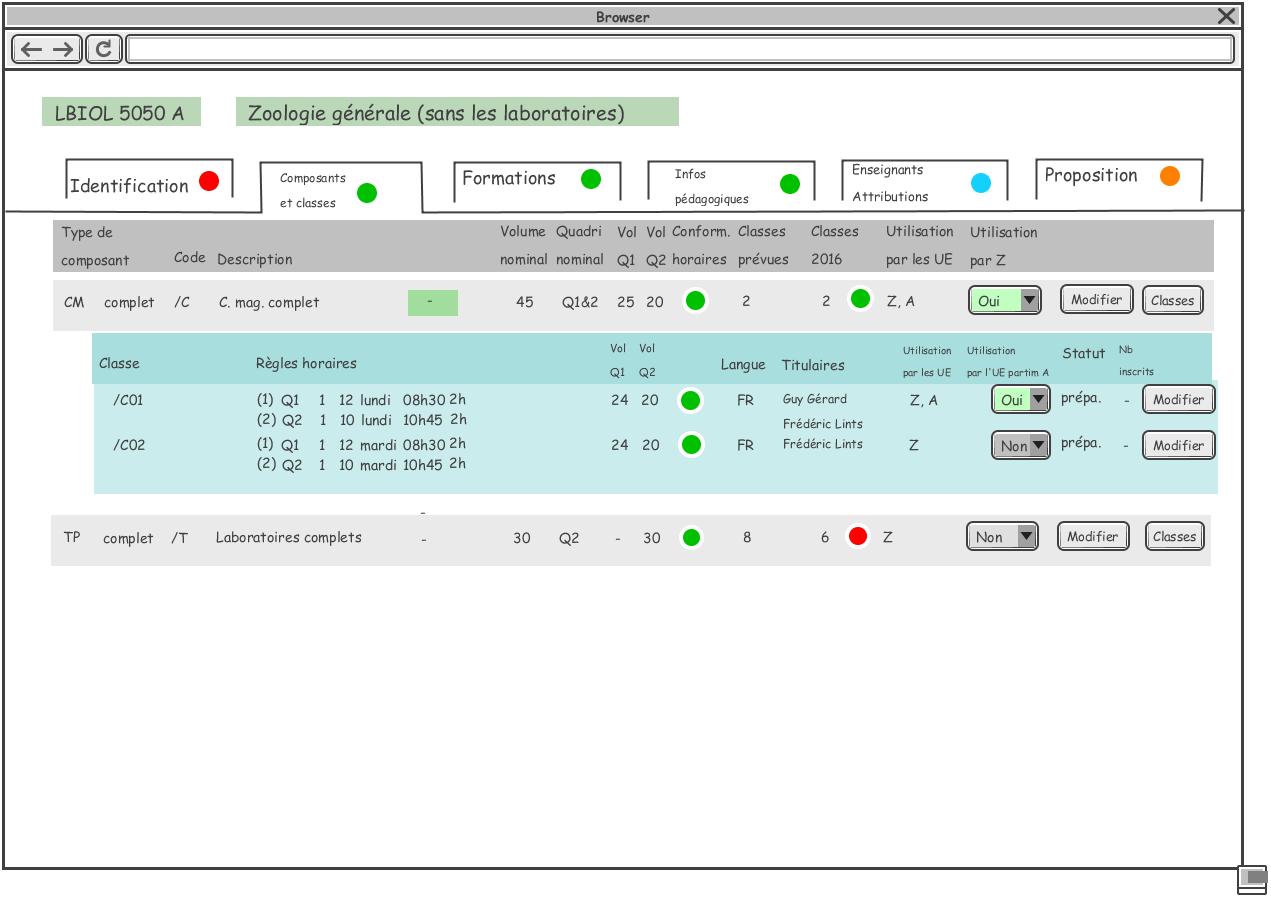 Browser
LBIOL 5050 A Zoologie générale (sans les laboratoires)
Identification Composants et classes Formations Infos pédagogiques Enseignants Attributions Proposition
Type de composant Code Description Volume nominal Quadri nominal Vol Q1 Vol Q2 Conform. horaires Classes prévues Classes 2016 Utilisation par les UE Utilisation par Z
CM complet /C C. mag. complet - 45 Q1&2 25 20 2 2 Z, A Oui Modifier Classes
Classe Règles horaires Vol Q1 Vol Q2 Langue Titulaires Utilisation par les UE Utilisation par l'UE partim A Statut Nb inscrits
/C01 (1) Q1 1 12 lundi 08h30 2h 24 20 FR Guy Gérard Z, A Oui prépa. - Modifier
(2) Q2 1 10 lundi 10h45 2h Frédéric Lints
/C02 (1) Q1 1 12 mardi 08h30 2h 24 20 FR Frédéric Lints Z Non prépa. - Modifier
(2) Q2 1 10 mardi 10h45 2h
-
TP complet /T Laboratoires complets - 30 Q2 - 30 8 6 Z Non Modifier Classes